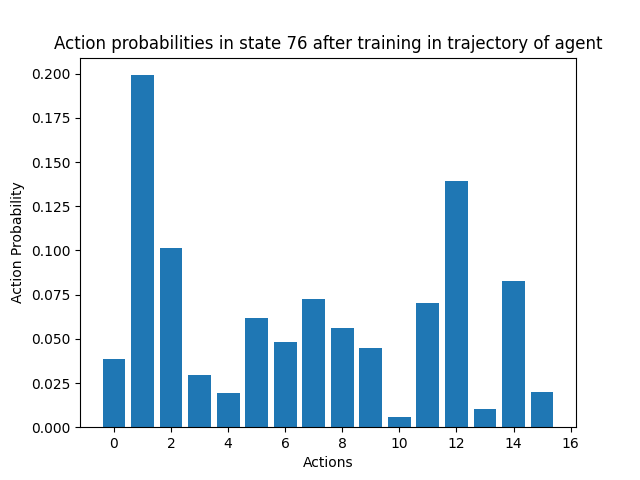 Action probabilities in state 76 after training in trajectory of agent
0.200
0.175
0.150
0.125
0.100
0.075
0.050
0.025
0.000
Action Probability
0 2 4 6 8 10 12 14 16
Actions